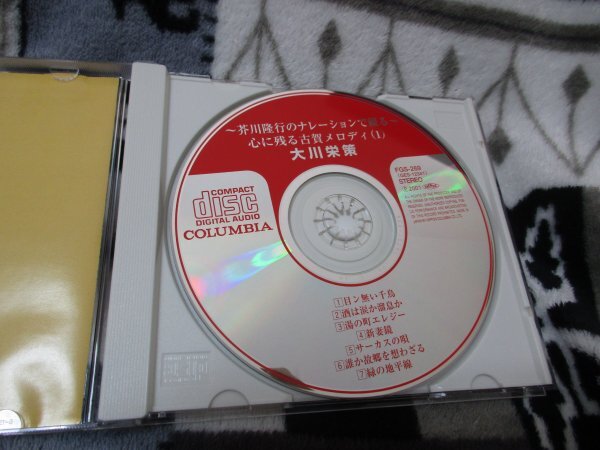 ～芥川隆行のナレーションで綴る～
心に残る古賀メロディ(1)
大川栄策
COMPACT
disc
DIGITAL AUDIO
COLUMBIA
FGS-269
STEREO
1 目ン無い千鳥
2 酒は涙か溜息か
3 湯の町エレジー
4 新妻鏡
5 サーカスの唄
6 誰か故郷を想わざる
7 緑の地平線